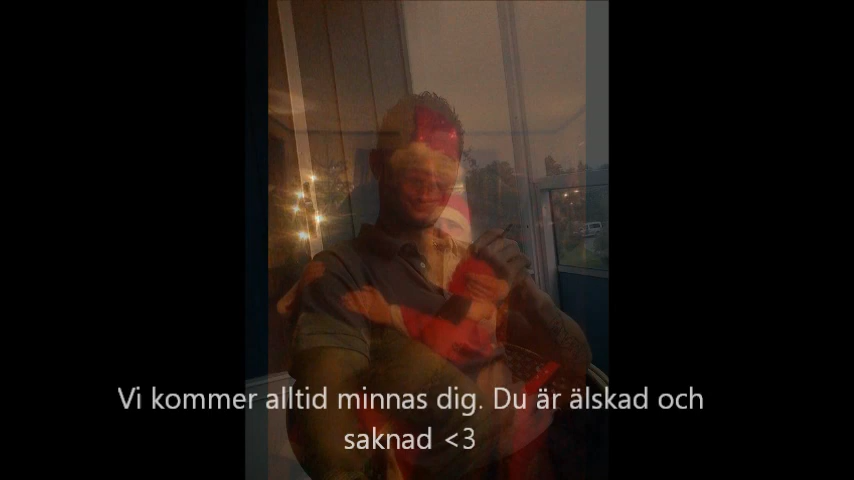 Vi kommer alltid minnas dig. Du är älskad och
saknad <3